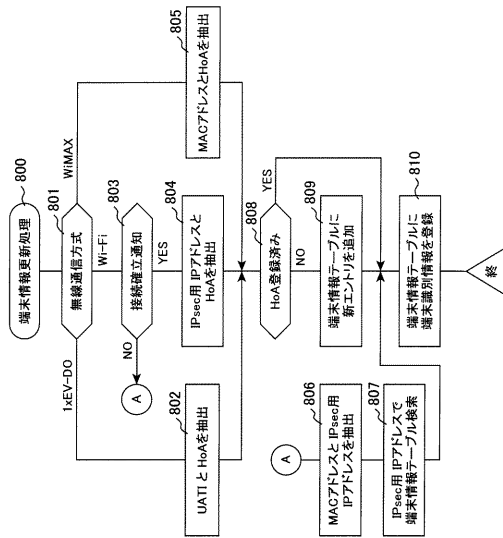 端末情報更新処理
800
無線通信方式
801
1xEV-DO
Wi-Fi
WiMAX
接続確立通知
803
NO
YES
A
UATI と HoAを抽出
802
IPsec用 IPアドレスと
HoAを抽出
804
MACアドレスとHoAを抽出
805
HoA登録済み
808
YES
NO
端末情報テーブルに
新エントリを追加
809
A
MACアドレスと IPsec用
IPアドレスを抽出
806
IPsec用 IPアドレスで
端末情報テーブル検索
807
端末情報テーブルに
端末識別情報を登録
810
終